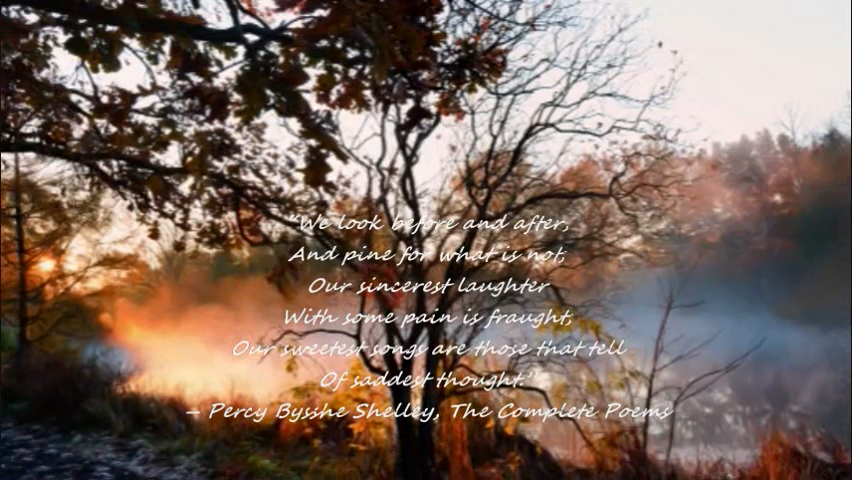 “We look before and after,
And pine for what is not;
Our sincerest laughter
With some pain is fraught;
Our sweetest songs are those that tell
Of saddest thought.”
— Percy Bysshe Shelley, The Complete Poems